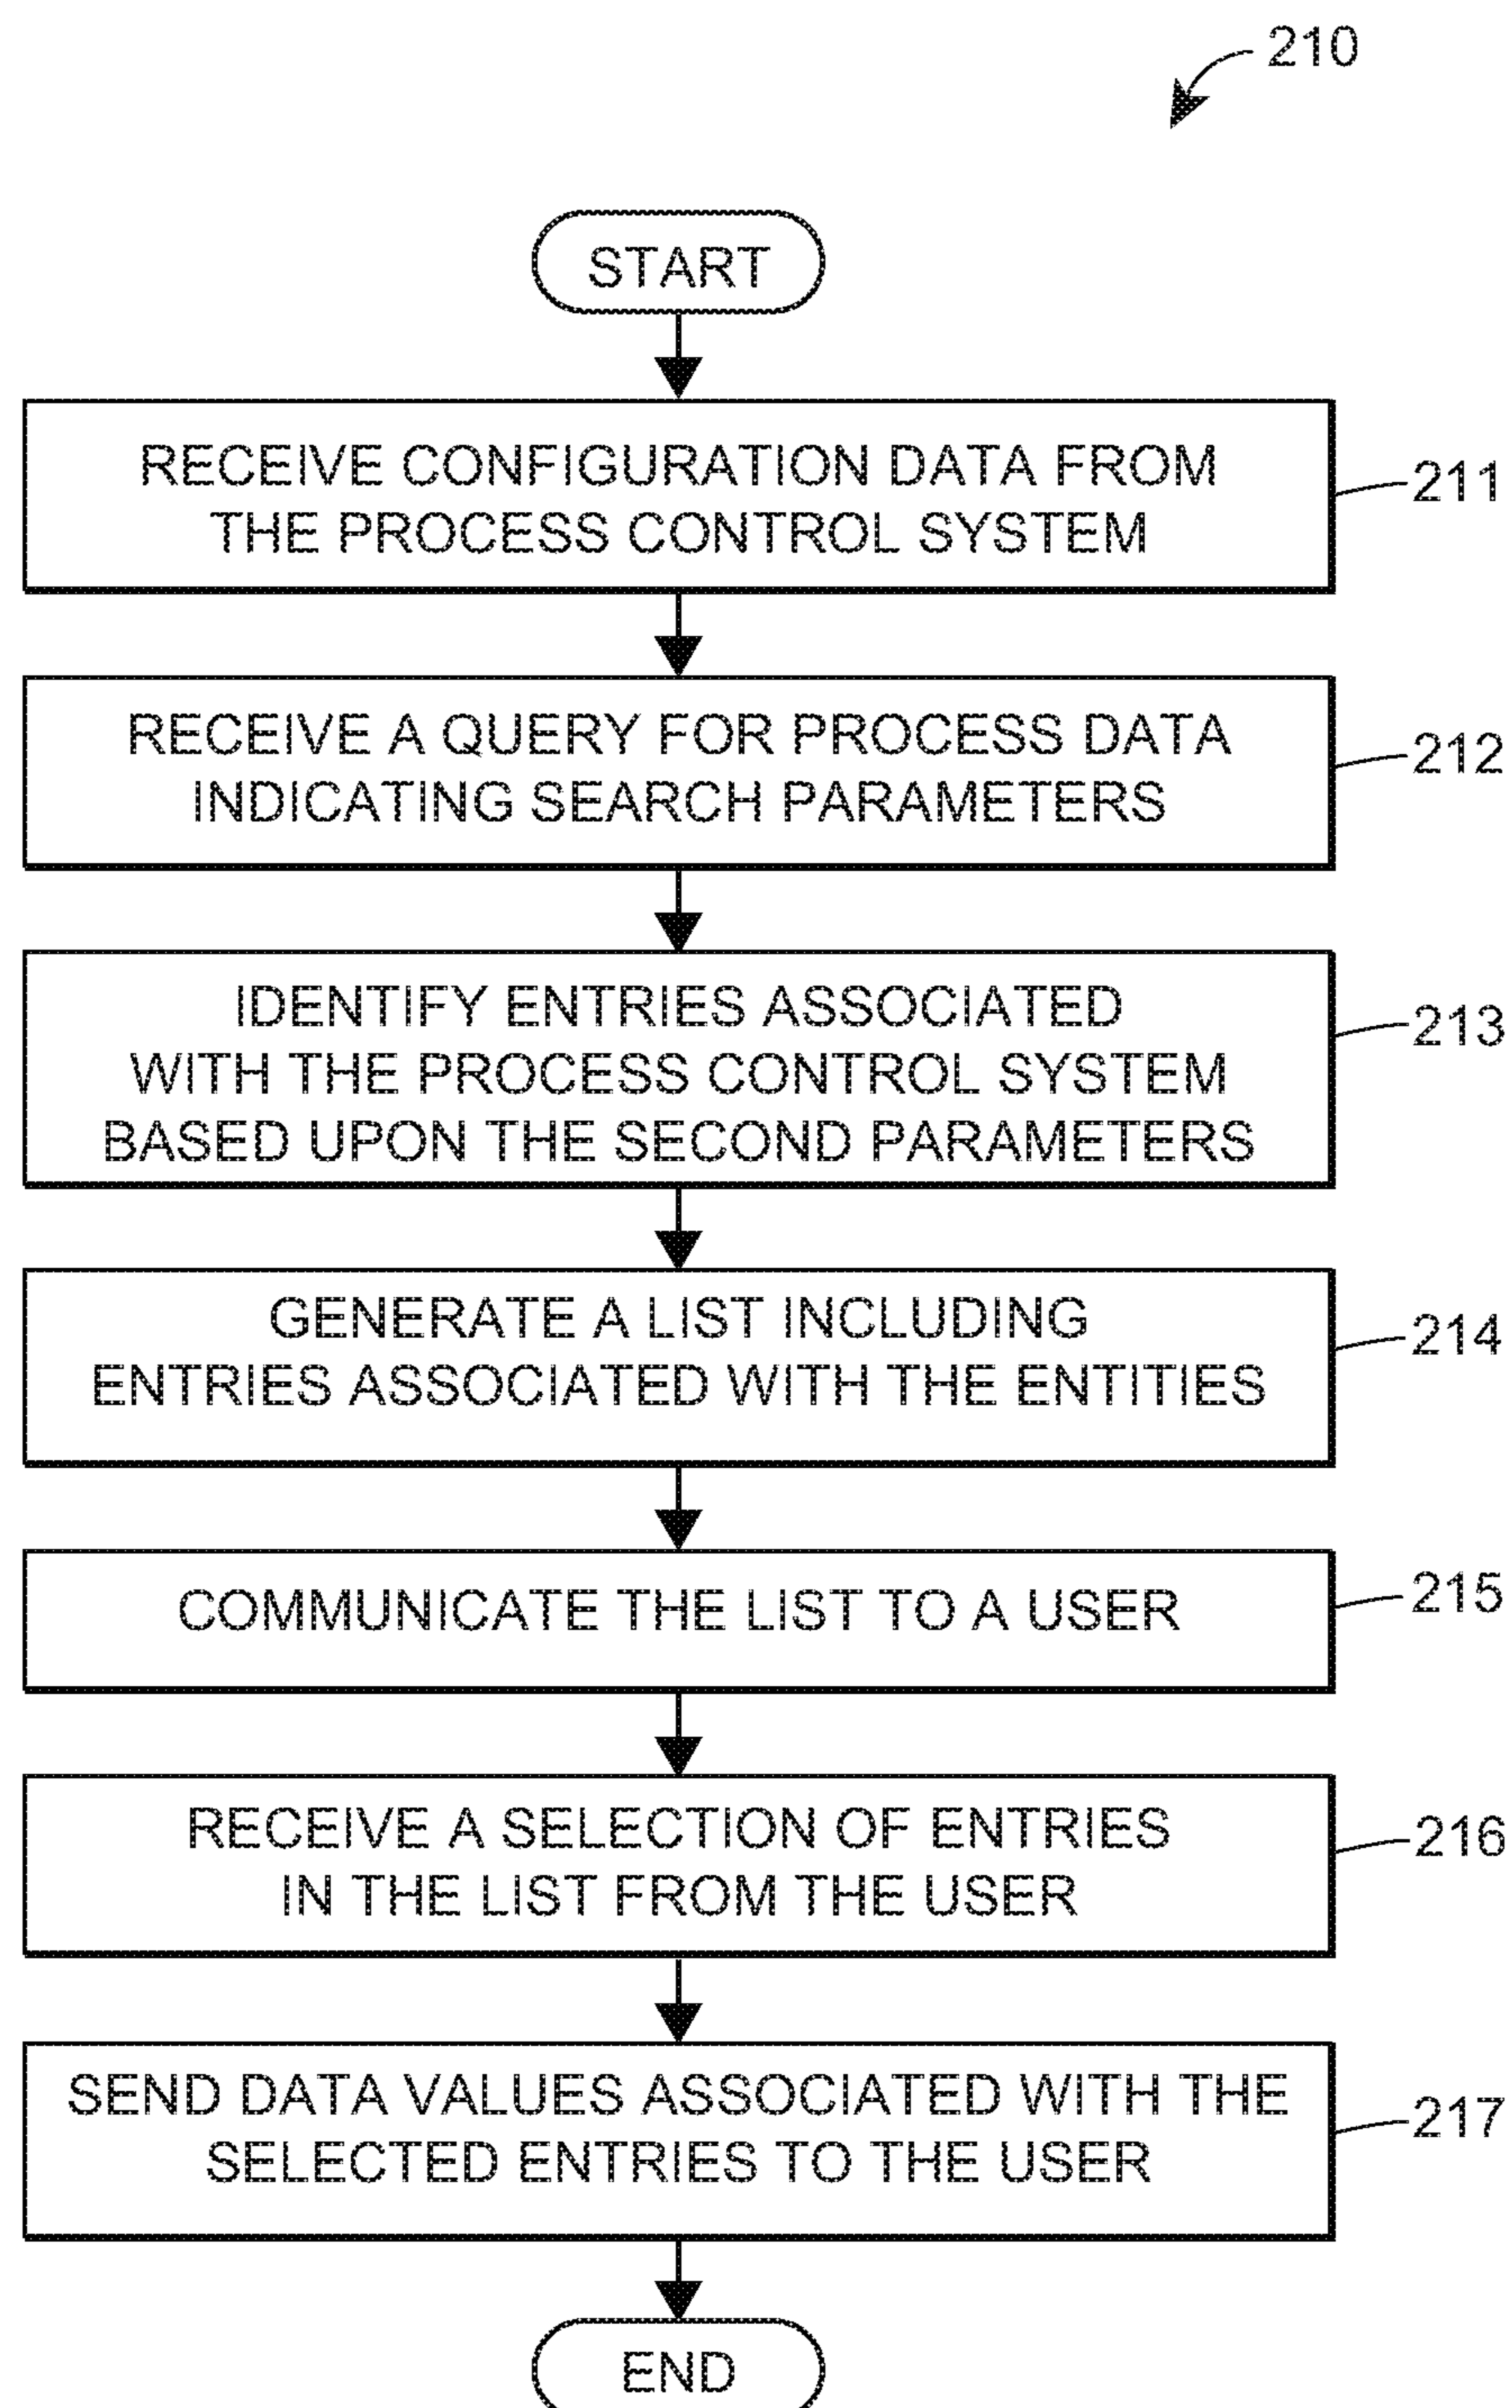 210
START
RECEIVE CONFIGURATION DATA FROM
THE PROCESS CONTROL SYSTEM
211
RECEIVE A QUERY FOR PROCESS DATA
INDICATING SEARCH PARAMETERS
212
IDENTIFY ENTRIES ASSOCIATED
WITH THE PROCESS CONTROL SYSTEM
BASED UPON THE SECOND PARAMETERS
213
GENERATE A LIST INCLUDING
ENTRIES ASSOCIATED WITH THE ENTITIES
214
COMMUNICATE THE LIST TO A USER
215
RECEIVE A SELECTION OF ENTRIES
IN THE LIST FROM THE USER
216
SEND DATA VALUES ASSOCIATED WITH THE
SELECTED ENTRIES TO THE USER
217
END